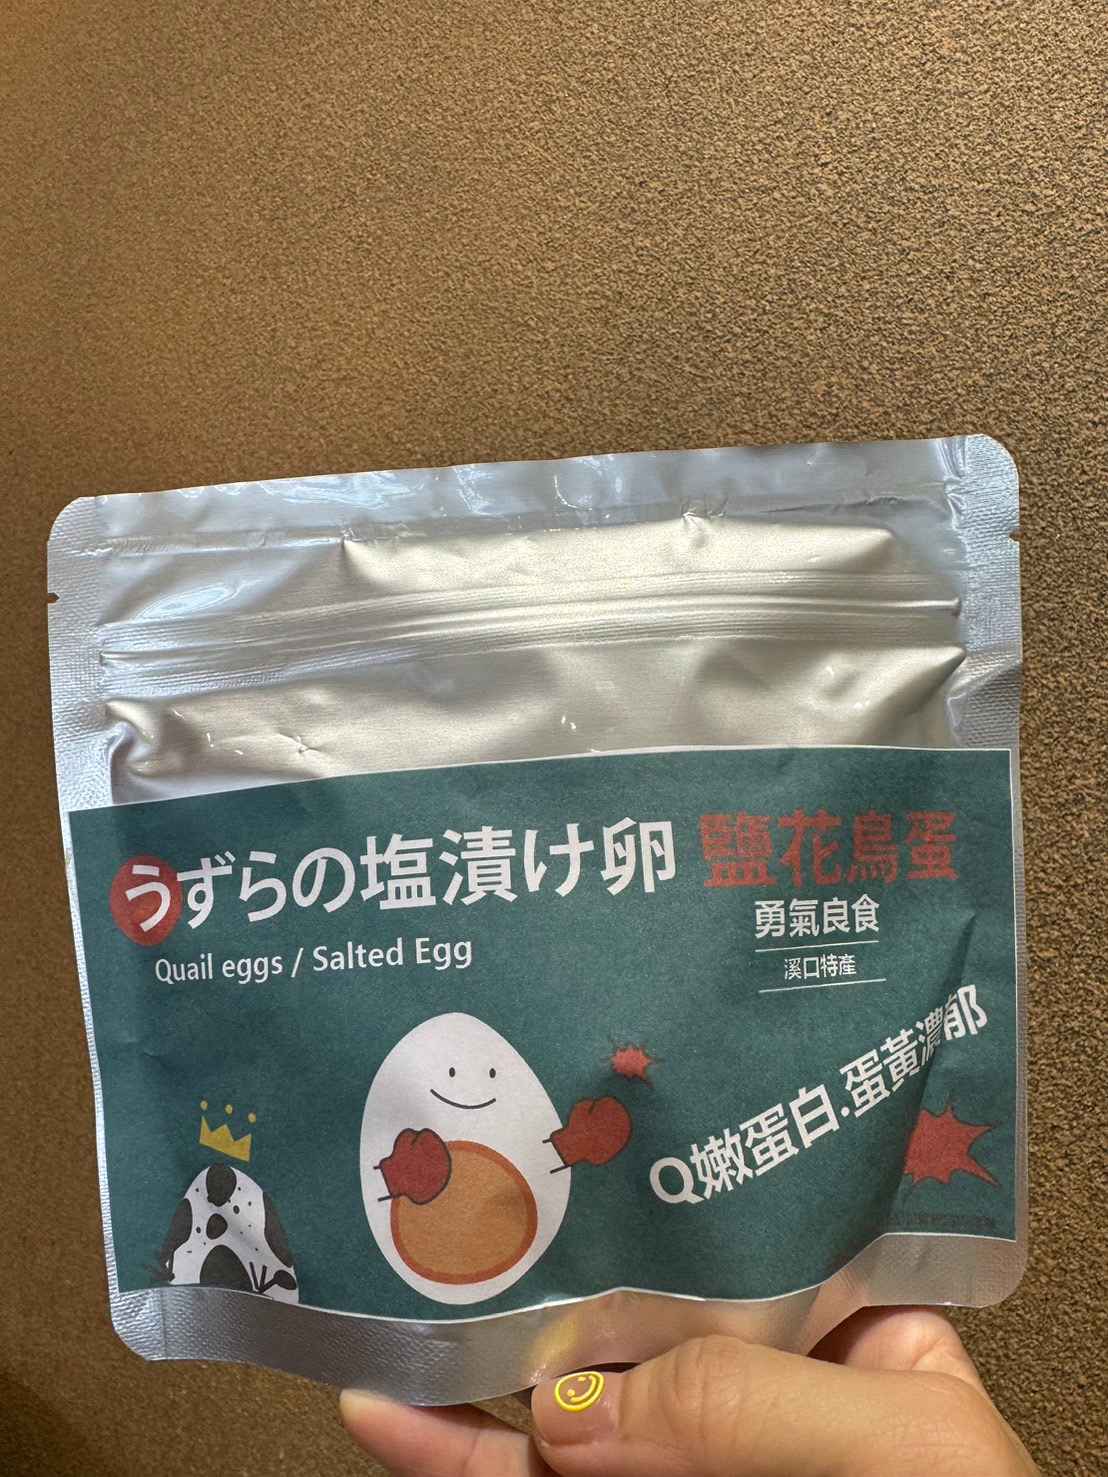 うずらの塩漬け卵 鹽花鳥蛋
Quail eggs / Salted Egg
勇氣良食
溪口特產
Q嫩蛋白.蛋黃濃郁